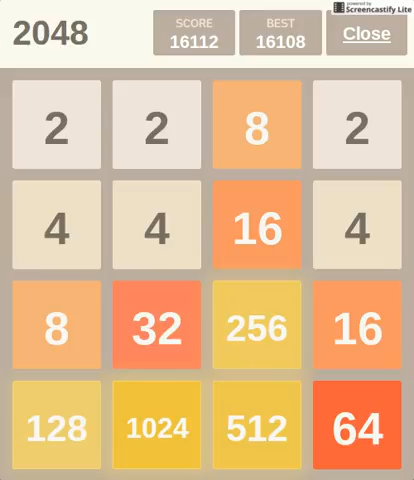 2048
SCORE
16112
BEST
16108
powered by
Screencastify Lite
Close
2 2 8 2
4 4 16 4
8 32 256 16
128 1024 512 64